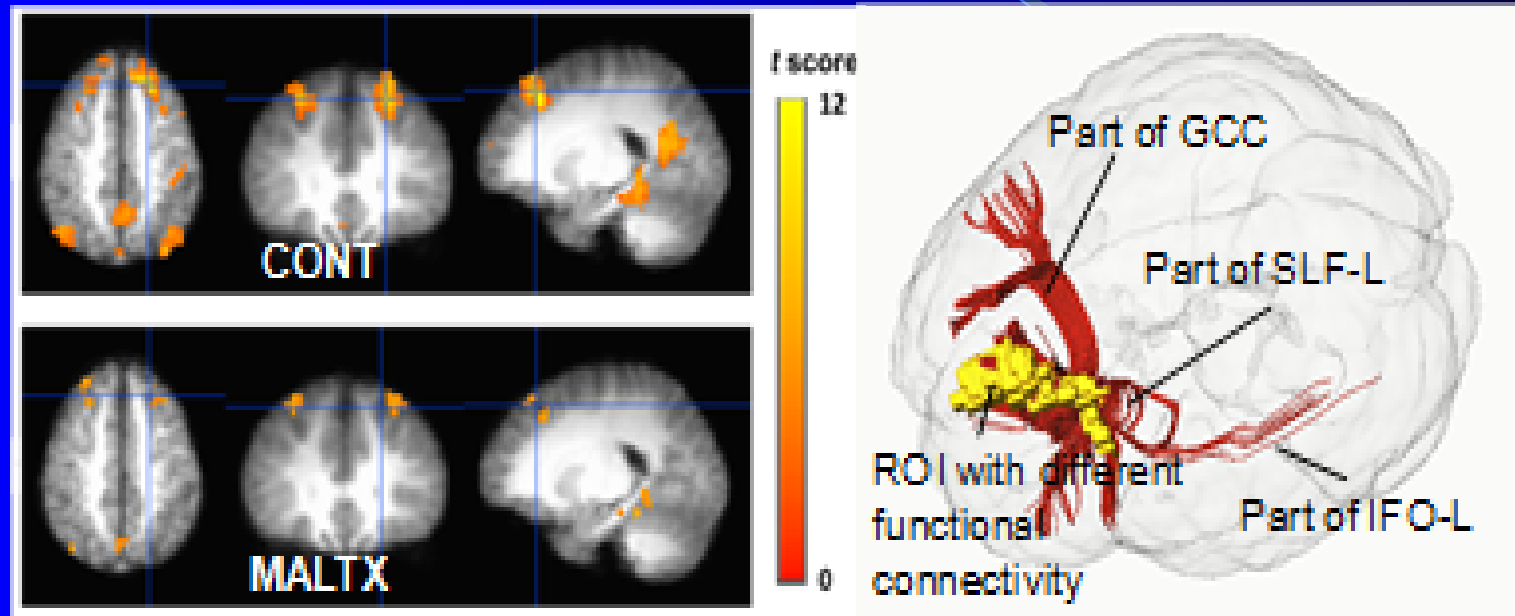 CONT
MALTX
t score
12
0
Part of GCC
Part of SLF-L
ROI with different
functional
connectivity
Part of IFO-L